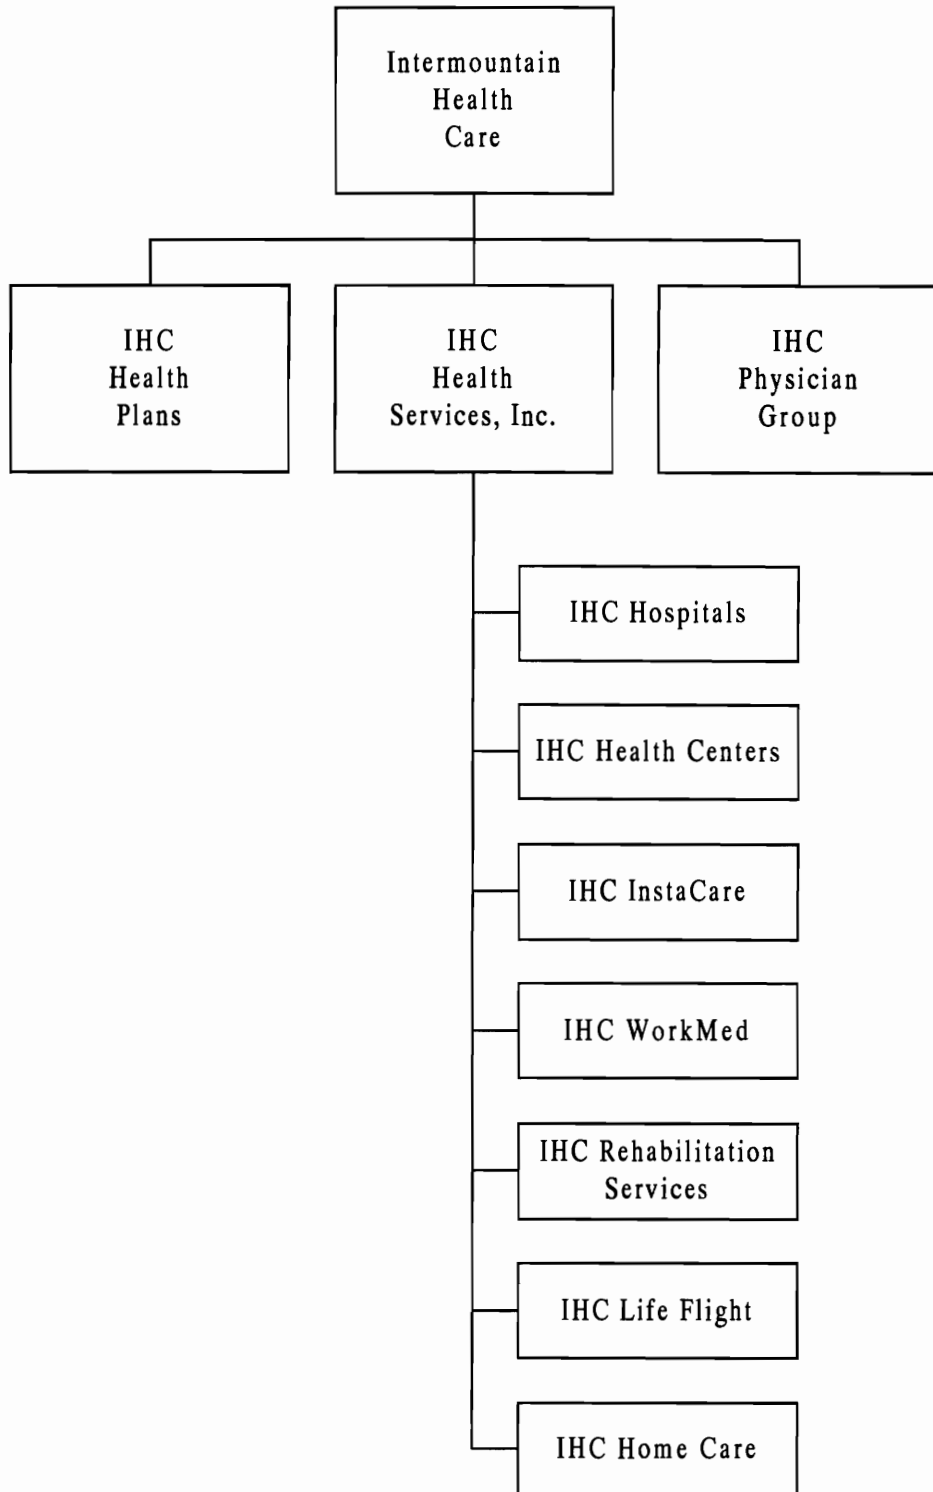 Intermountain
Health
Care
IHC
Health
Plans
IHC
Health
Services, Inc.
IHC
Physician
Group
IHC Hospitals
IHC Health Centers
IHC InstaCare
IHC WorkMed
IHC Rehabilitation
Services
IHC Life Flight
IHC Home Care